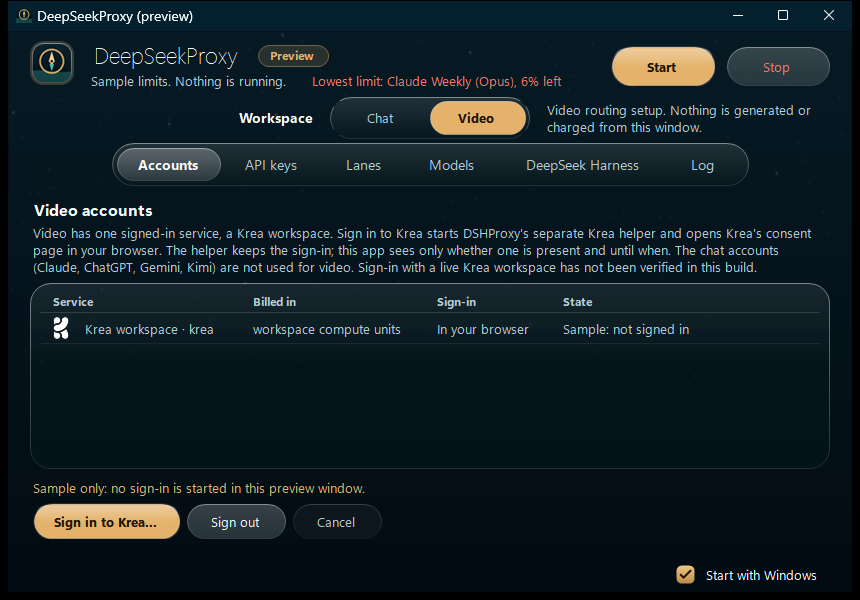 DeepSeekProxy (preview)
DeepSeekProxy
Preview
Sample limits. Nothing is running.
Lowest limit: Claude Weekly (Opus), 6% left
Start
Stop
Workspace
Chat
Video
Video routing setup. Nothing is generated or
charged from this window.
Accounts
API keys
Lanes
Models
DeepSeek Harness
Log
Video accounts
Video has one signed-in service, a Krea workspace. Sign in to Krea starts DSHProxy's separate Krea helper and opens Krea's consent
page in your browser. The helper keeps the sign-in; this app sees only whether one is present and until when. The chat accounts
(Claude, ChatGPT, Gemini, Kimi) are not used for video. Sign-in with a live Krea workspace has not been verified in this build.
Service Billed in Sign-in State
Krea workspace · krea workspace compute units In your browser Sample: not signed in
Sample only: no sign-in is started in this preview window.
Sign in to Krea...
Sign out
Cancel
Start with Windows